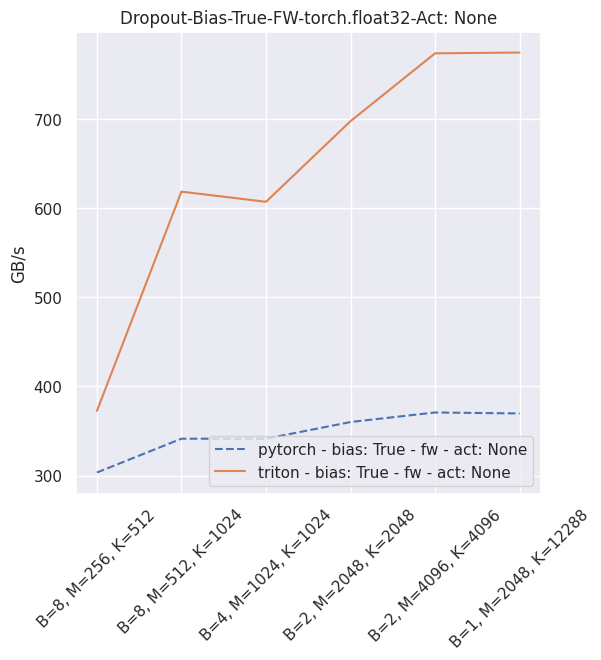 Dropout-Bias-True-FW-torch.float32-Act: None
GB/s
700
600
500
400
300
pytorch - bias: True - fw - act: None
triton - bias: True - fw - act: None
B=8, M=256, K=512
B=8, M=512, K=1024
B=4, M=1024, K=1024
B=2, M=2048, K=2048
B=2, M=4096, K=4096
B=1, M=2048, K=12288